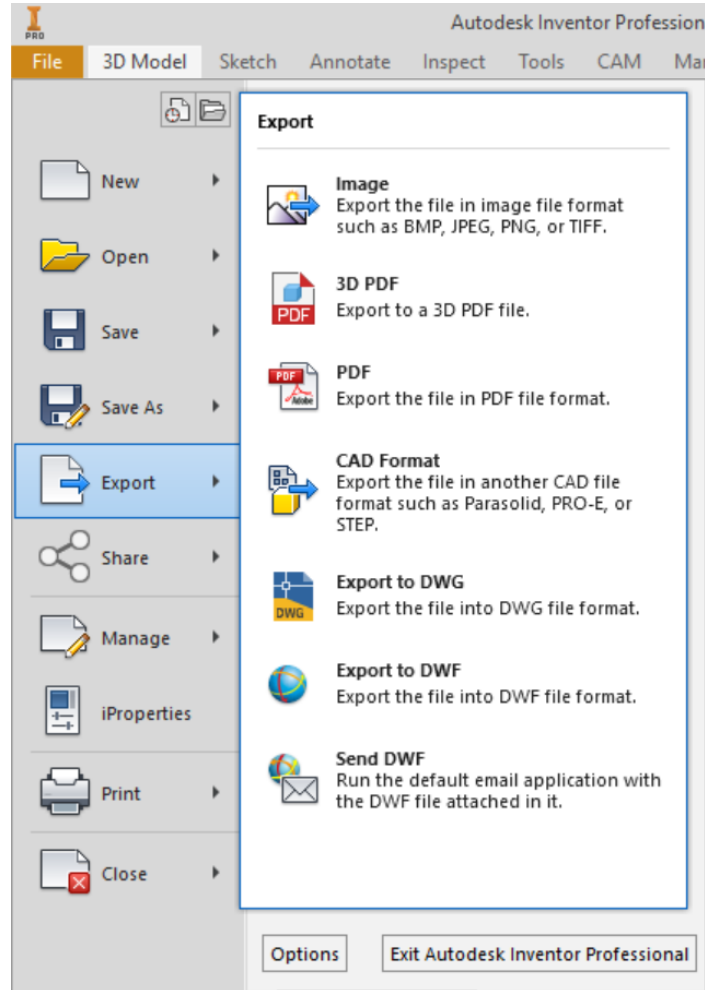 PRO
Autodesk Inventor Profession
File 3D Model Sketch Annotate Inspect Tools CAM Ma
Export
New
Open
Save
Save As
Export
Share
Manage
iProperties
Print
Close
Image
Export the file in image file format
such as BMP, JPEG, PNG, or TIFF.
3D PDF
Export to a 3D PDF file.
PDF
PDF
Export the file in PDF file format.
PDF
Adobe
CAD Format
Export the file in another CAD file
format such as Parasolid, PRO-E, or
STEP.
Export to DWG
Export the file into DWG file format.
DWG
Export to DWF
Export the file into DWF file format.
Send DWF
Run the default email application with
the DWF file attached in it.
Options Exit Autodesk Inventor Professional